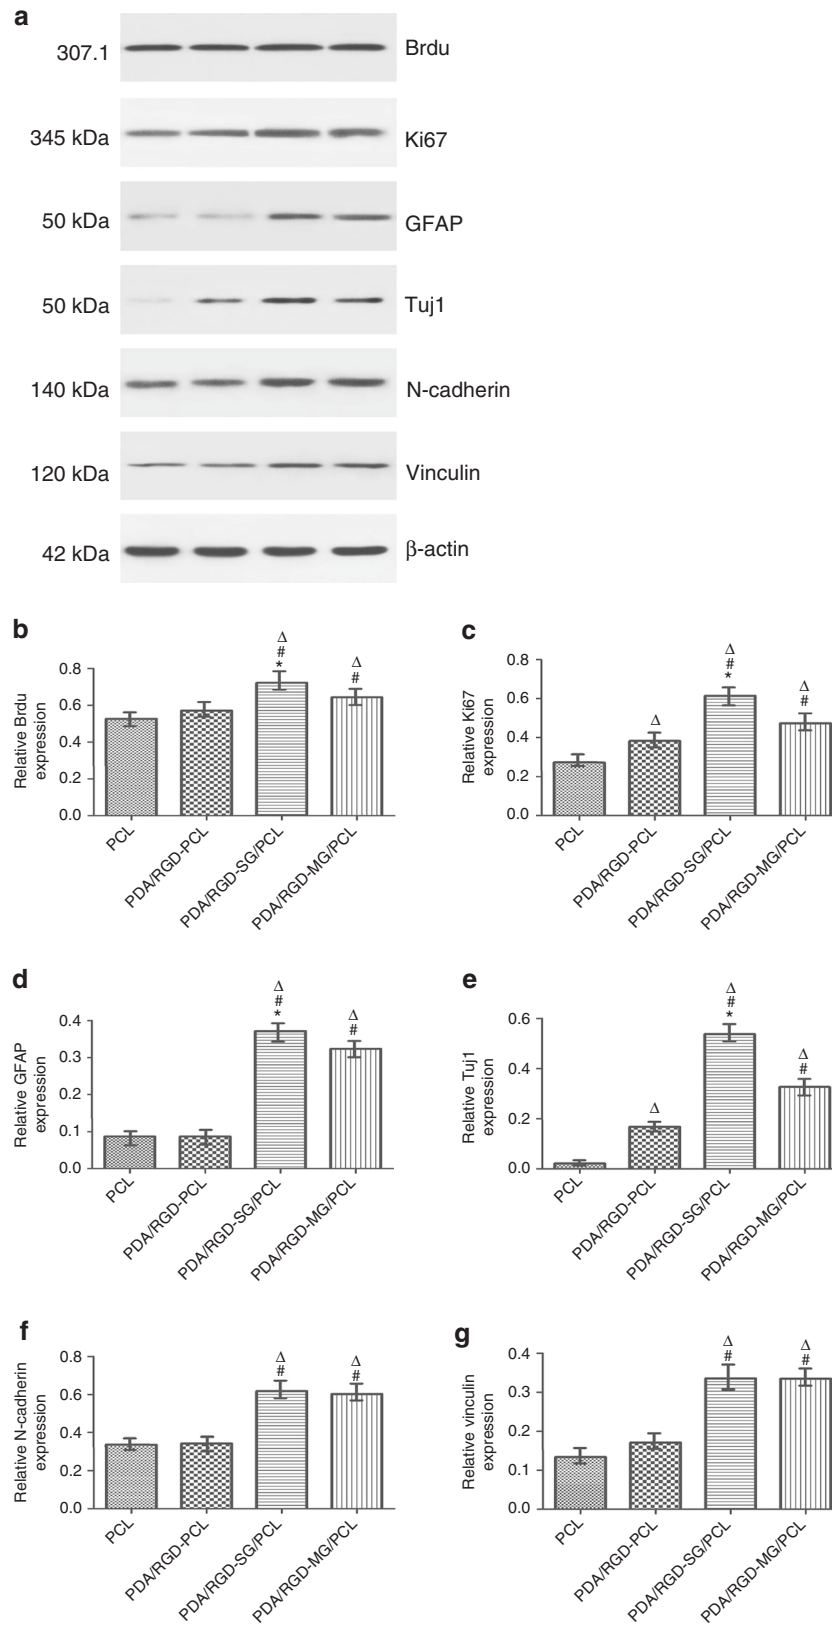 a
307.1 Brdu
345 kDa Ki67
50 kDa GFAP
50 kDa Tuj1
140 kDa N-cadherin
120 kDa Vinculin
42 kDa β-actin
b
Relative Brdu
expression
0.8
0.6
0.4
0.2
0.0
Δ
#
*
Δ
#
PCL
PDA/RGD-PCL
PDA/RGD-SG/PCL
PDA/RGD-MG/PCL
c
Relative Ki67
expression
0.8
0.6
0.4
0.2
0.0
Δ
Δ
#
*
Δ
#
PCL
PDA/RGD-PCL
PDA/RGD-SG/PCL
PDA/RGD-MG/PCL
d
Relative GFAP
expression
0.4
0.3
0.2
0.1
0.0
Δ
#
*
Δ
#
PCL
PDA/RGD-PCL
PDA/RGD-SG/PCL
PDA/RGD-MG/PCL
e
Relative Tuj1
expression
0.6
0.4
0.2
0.0
Δ
Δ
#
*
Δ
#
PCL
PDA/RGD-PCL
PDA/RGD-SG/PCL
PDA/RGD-MG/PCL
f
Relative N-cadherin
expression
0.8
0.6
0.4
0.2
0.0
Δ
#
Δ
#
PCL
PDA/RGD-PCL
PDA/RGD-SG/PCL
PDA/RGD-MG/PCL
g
Relative vinculin
expression
0.4
0.3
0.2
0.1
0.0
Δ
#
Δ
#
PCL
PDA/RGD-PCL
PDA/RGD-SG/PCL
PDA/RGD-MG/PCL